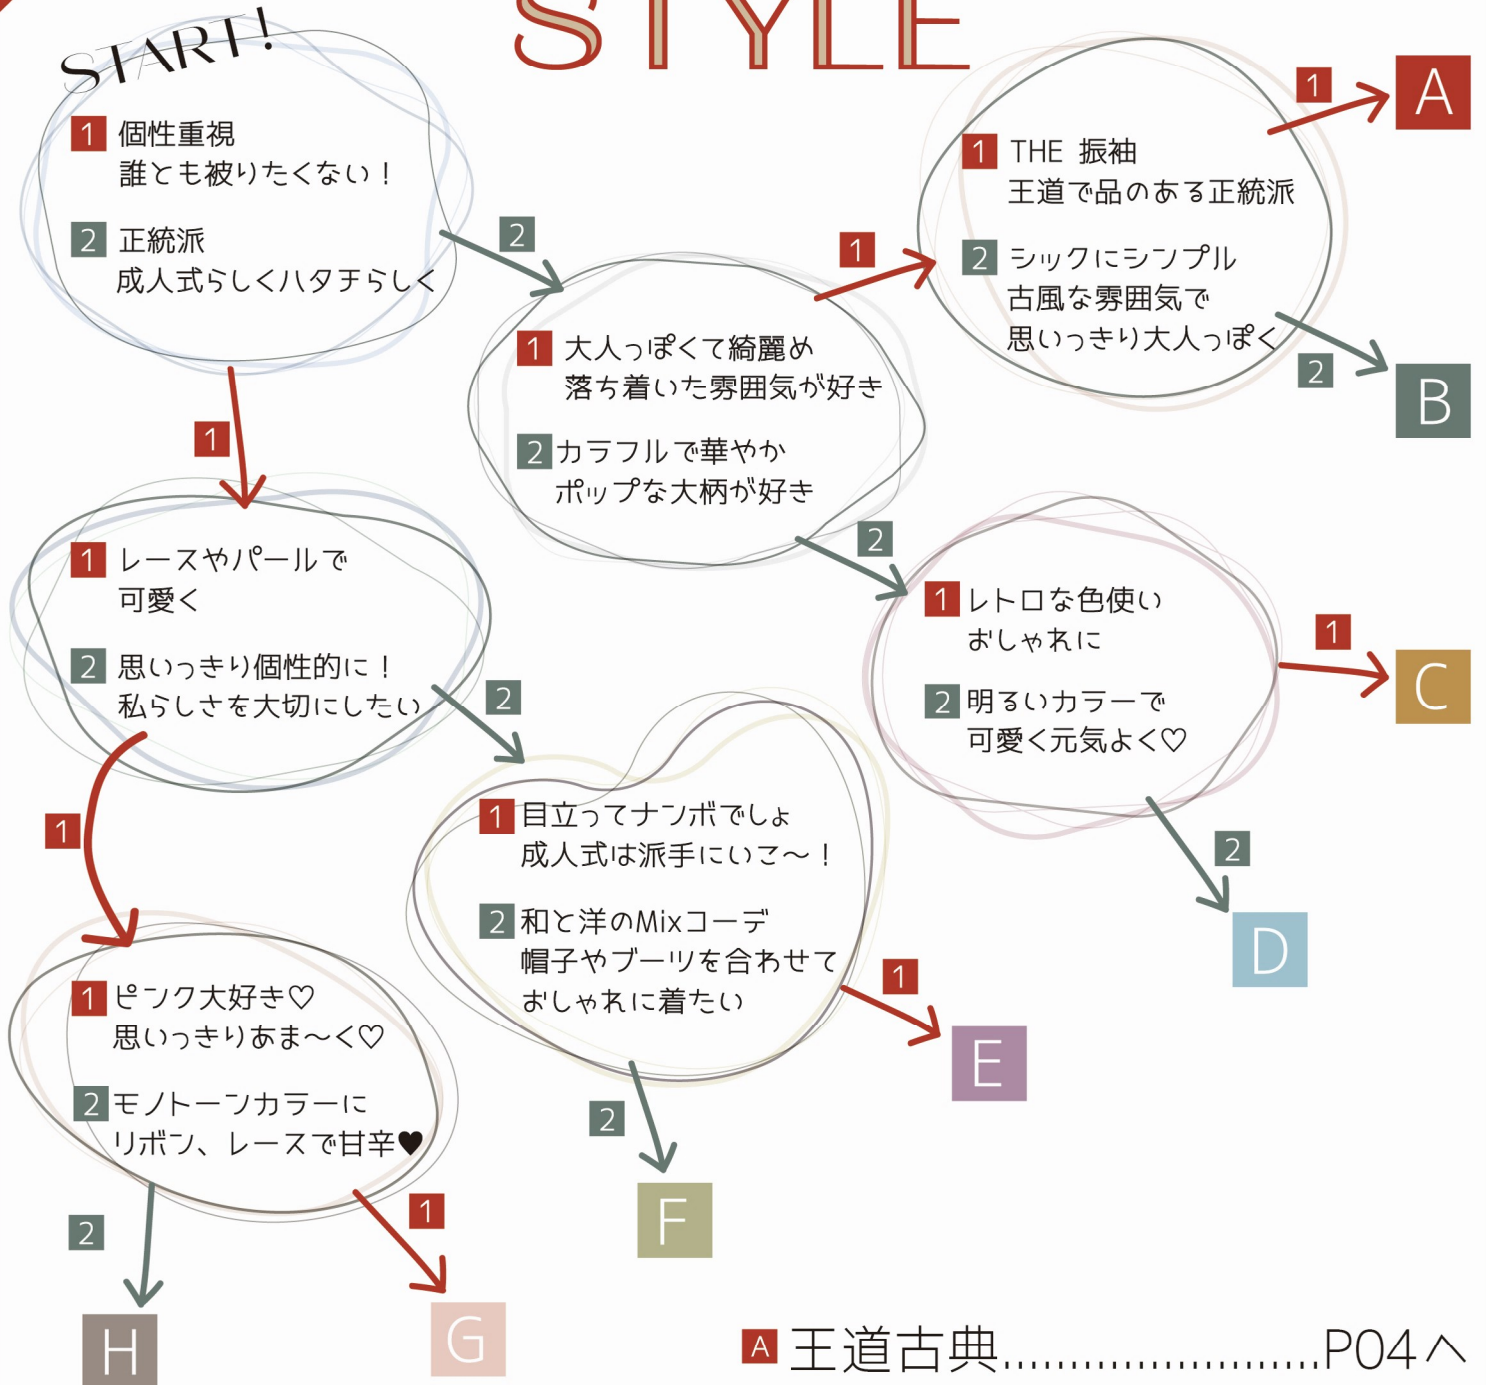 STYLE
START!
1 個性重視
誰とも被りたくない！
2 正統派
成人式らしくハタチらしく
2
1
1 THE 振袖
王道で品のある正統派
2 シックにシンプル
古風な雰囲気で
思いっきり大人っぽく
1
A
2
B
1 大人っぽくて綺麗め
落ち着いた雰囲気が好き
2 カラフルで華やか
ポップな大柄が好き
1
2
1 レースやパールで
可愛く
2 思いっきり個性的に！
私らしさを大切にしたい
2
1
1 レトロな色使い
おしゃれに
2 明るいカラーで
可愛く元気よく♡
1
C
2
D
1 目立ってナンボでしょ
成人式は派手にいこ〜！
2 和と洋のMixコーデ
帽子やブーツを合わせて
おしゃれに着たい
1
E
2
F
1 ピンク大好き♡
思いっきりあま〜く♡
2 モノトーンカラーに
リボン、レースで甘辛♥
1
G
2
H
A 王道古典........................P04へ